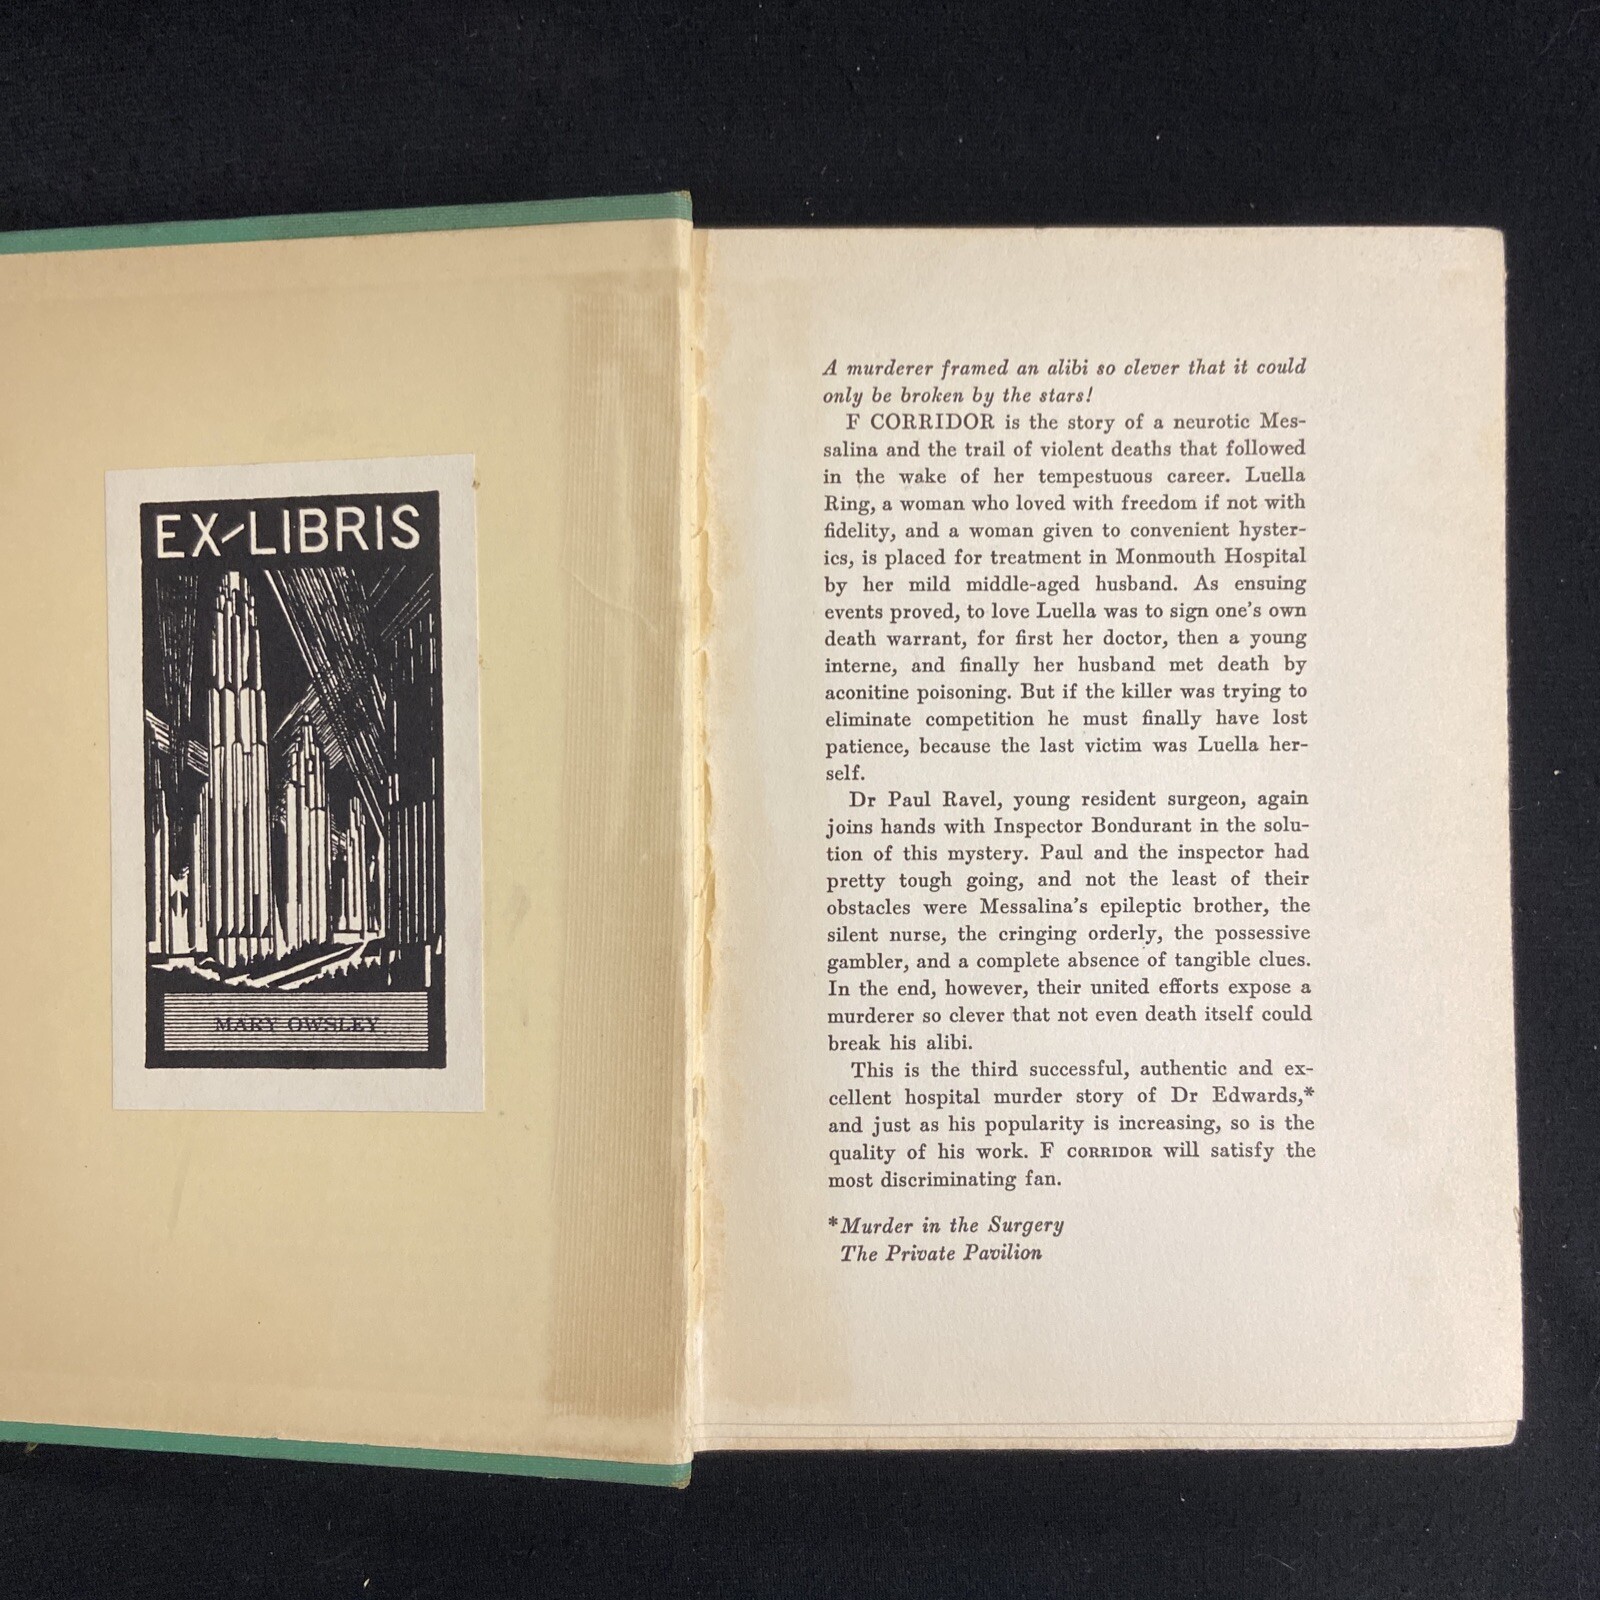 EX-LIBRIS
MARY OWSLEY
A murderer framed an alibi so clever that it could
only be broken by the stars!
F CORRIDOR is the story of a neurotic Mes-
salina and the trail of violent deaths that followed
in the wake of her tempestuous career. Luella
Ring, a woman who loved with freedom if not with
fidelity, and a woman given to convenient hyster-
ics, is placed for treatment in Monmouth Hospital
by her mild middle-aged husband. As ensuing
events proved, to love Luella was to sign one's own
death warrant, for first her doctor, then a young
interne, and finally her husband met death by
aconitine poisoning. But if the killer was trying to
eliminate competition he must finally have lost
patience, because the last victim was Luella her-
self.
Dr Paul Ravel, young resident surgeon, again
joins hands with Inspector Bondurant in the solu-
tion of this mystery. Paul and the inspector had
pretty tough going, and not the least of their
obstacles were Messalina's epileptic brother, the
silent nurse, the cringing orderly, the possessive
gambler, and a complete absence of tangible clues.
In the end, however, their united efforts expose a
murderer so clever that not even death itself could
break his alibi.
This is the third successful, authentic and ex-
cellent hospital murder story of Dr Edwards,*
and just as his popularity is increasing, so is the
quality of his work. F CORRIDOR will satisfy the
most discriminating fan.
*Murder in the Surgery
The Private Pavilion